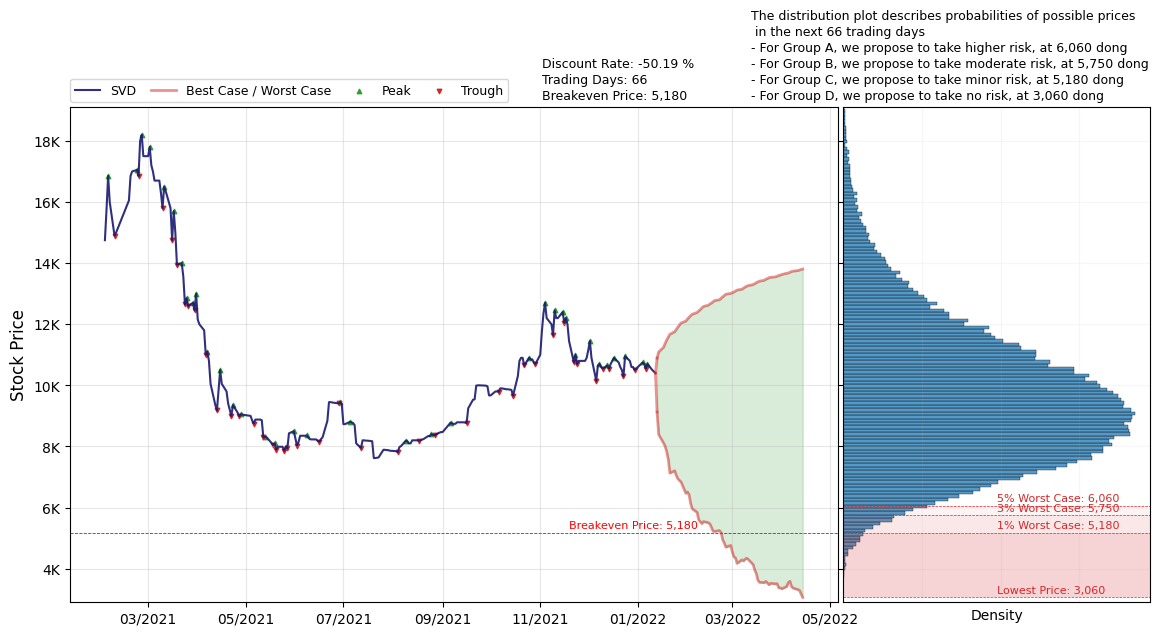 The distribution plot describes probabilities of possible prices
in the next 66 trading days
- For Group A, we propose to take higher risk, at 6,060 dong
- For Group B, we propose to take moderate risk, at 5,750 dong
- For Group C, we propose to take minor risk, at 5,180 dong
- For Group D, we propose to take no risk, at 3,060 dong
Discount Rate: -50.19 %
Trading Days: 66
Breakeven Price: 5,180
SVD Best Case / Worst Case Peak Trough
Stock Price
18K
16K
14K
12K
10K
8K
6K
4K
Breakeven Price: 5,180
5% Worst Case: 6,060
3% Worst Case: 5,750
1% Worst Case: 5,180
Lowest Price: 3,060
03/2021 05/2021 07/2021 09/2021 11/2021 01/2022 03/2022 05/2022
Density